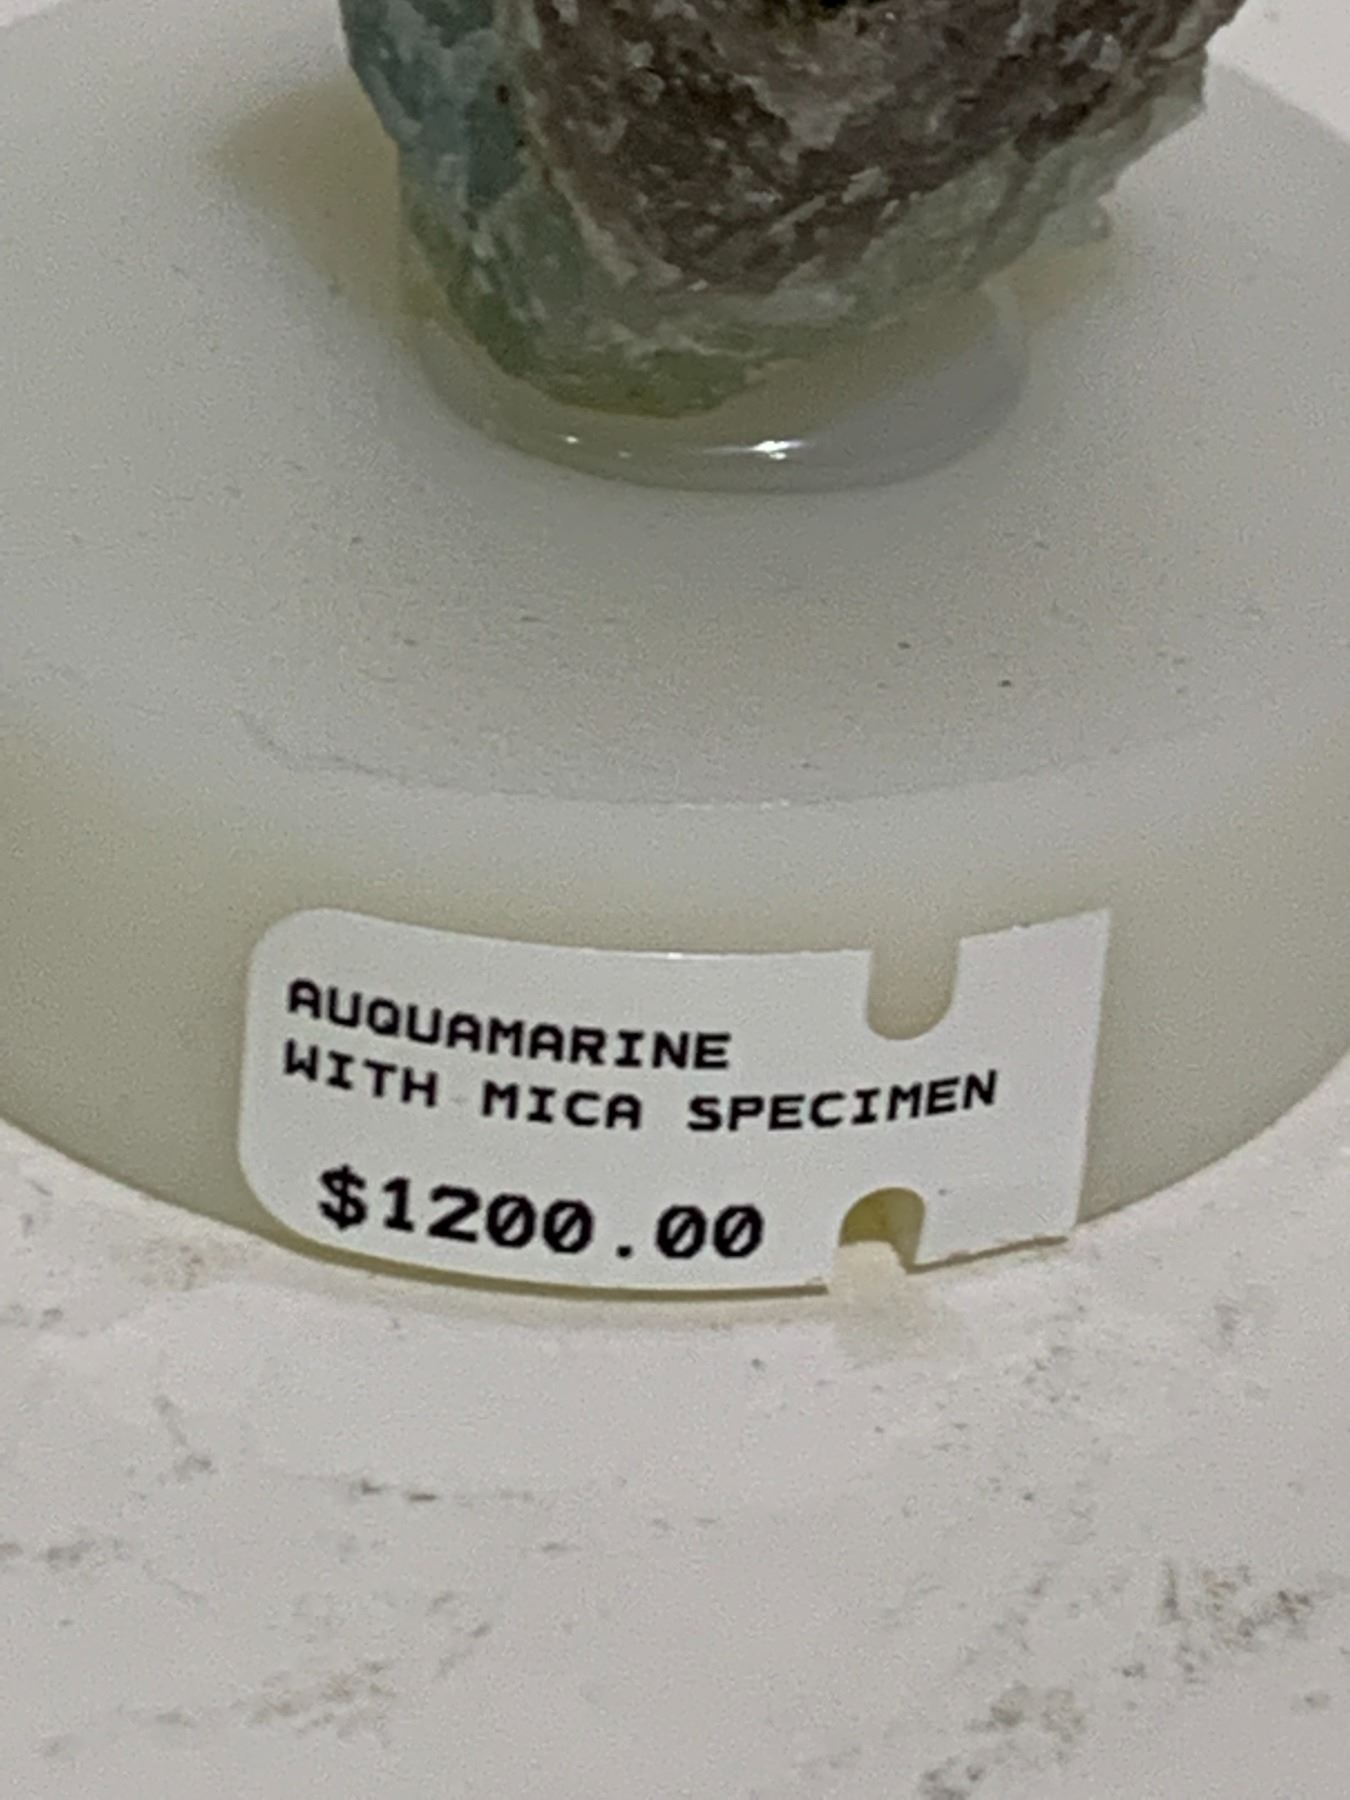 AUQUAMARINE
WITH MICA SPECIMEN
$1200.00